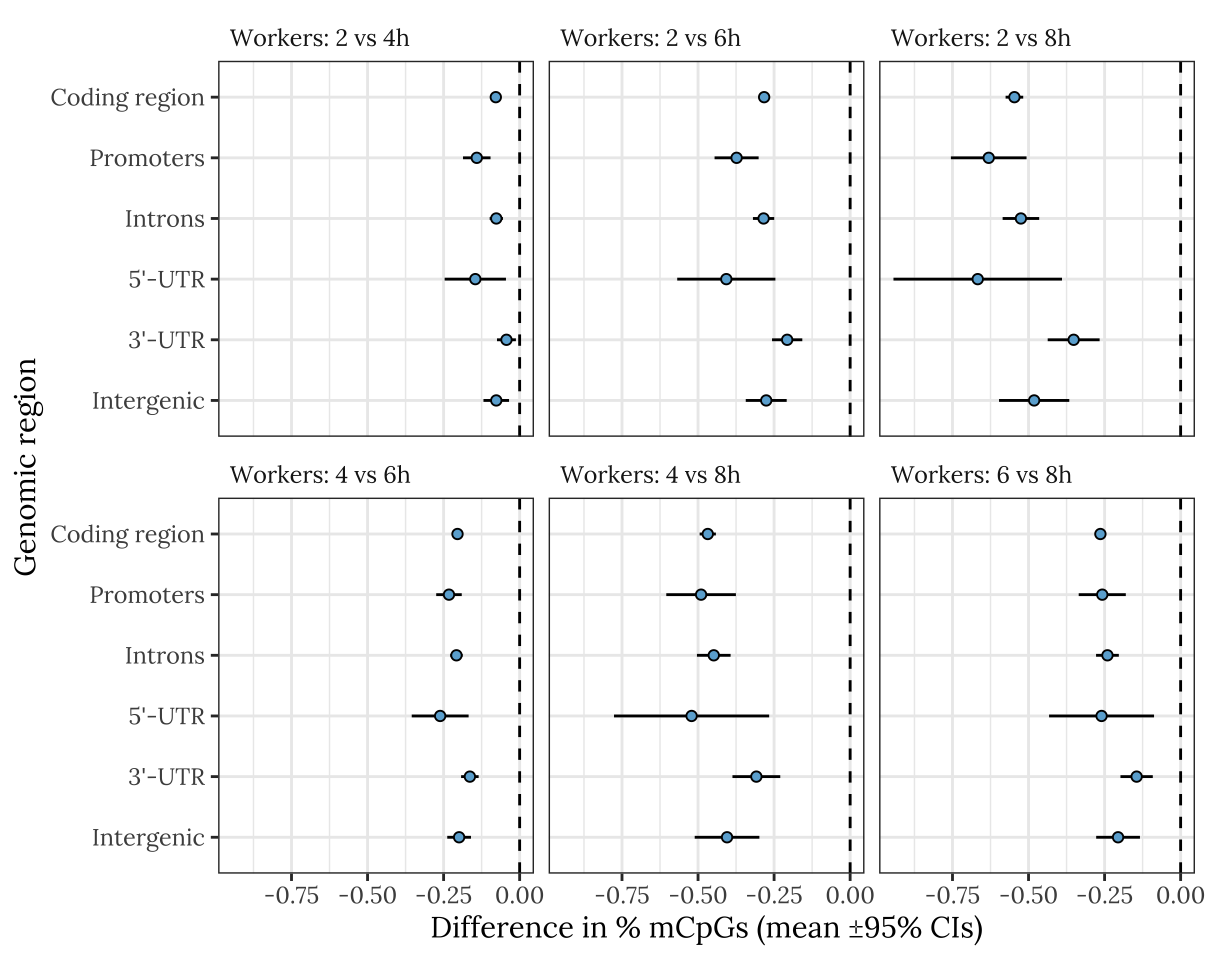 Workers: 2 vs 4h
Workers: 2 vs 6h
Workers: 2 vs 8h
Coding region
Promoters
Introns
5'-UTR
3'-UTR
Intergenic
Genomic region
Workers: 4 vs 6h
Workers: 4 vs 8h
Workers: 6 vs 8h
Coding region
Promoters
Introns
5'-UTR
3'-UTR
Intergenic
-0.75 -0.50 -0.25 0.00
-0.75 -0.50 -0.25 0.00
-0.75 -0.50 -0.25 0.00
Difference in % mCpGs (mean ±95% CIs)